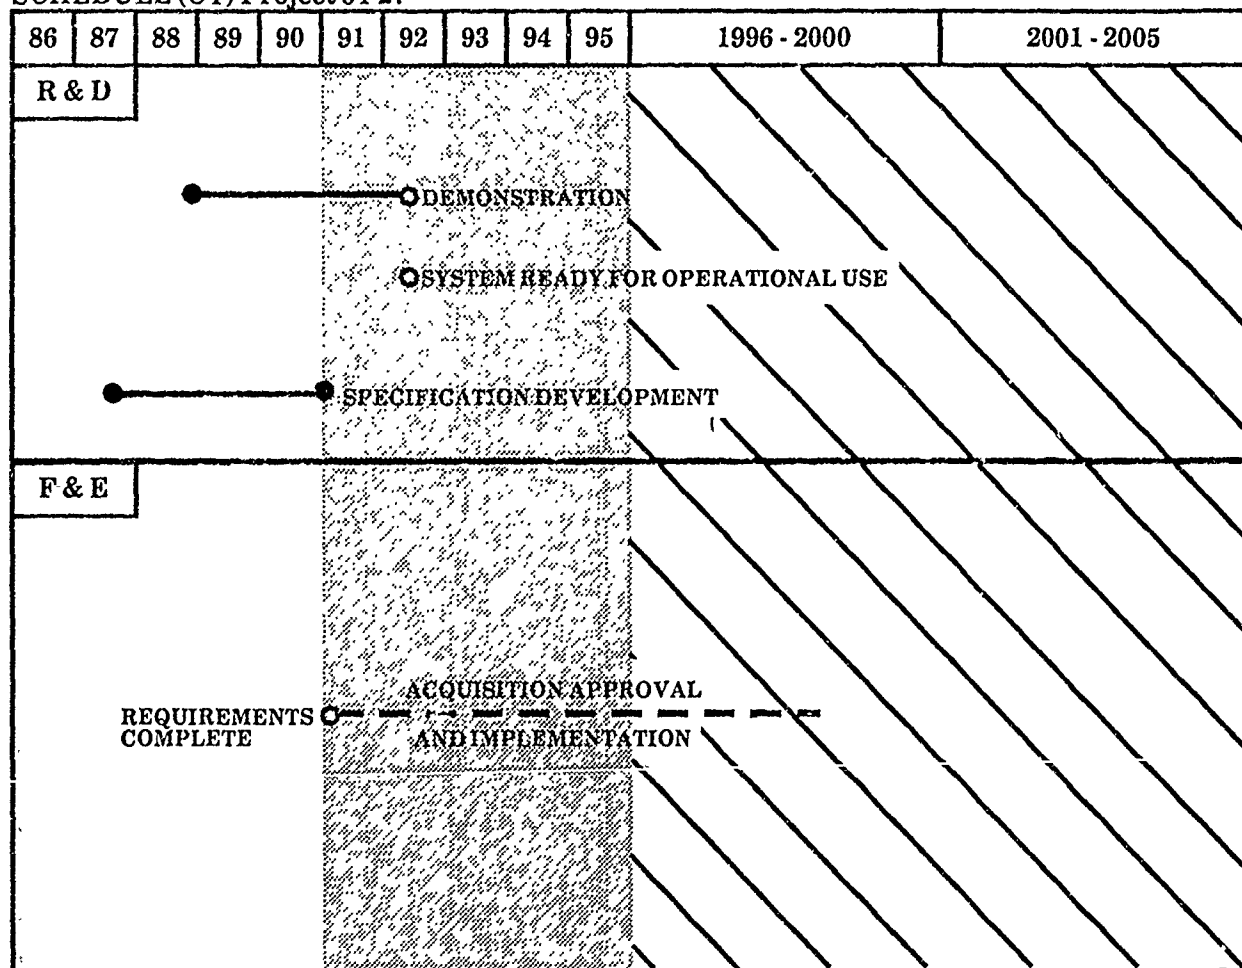 86 87 88 89 90 91 92 93 94 95 1996 - 2000 2001 - 2005
R & D
DEMONSTRATION
SYSTEM READY FOR OPERATIONAL USE
SPECIFICATION DEVELOPMENT
F & E
ACQUISITION APPROVAL
REQUIREMENTS
COMPLETE
AND IMPLEMENTATION